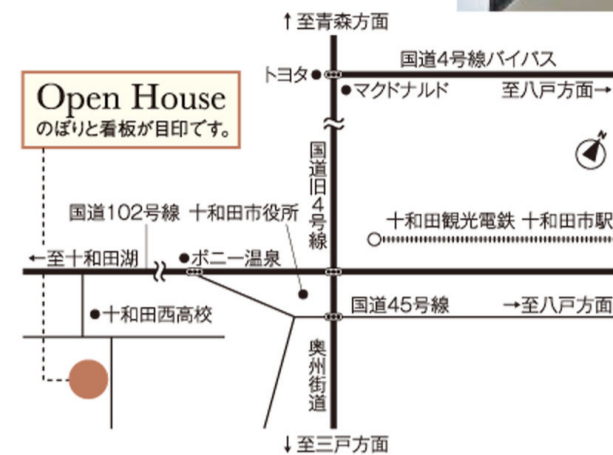 ↑至青森方面
国道4号線バイパス
トヨタ
マクドナルド
至八戸方面→
Open House
のぼりと看板が目印です。
N
国道旧4号線
国道102号線
十和田市役所
十和田観光電鉄 十和田市駅
←至十和田湖
ポニー温泉
十和田西高校
国道45号線
→至八戸方面
奥州街道
↓至三戸方面